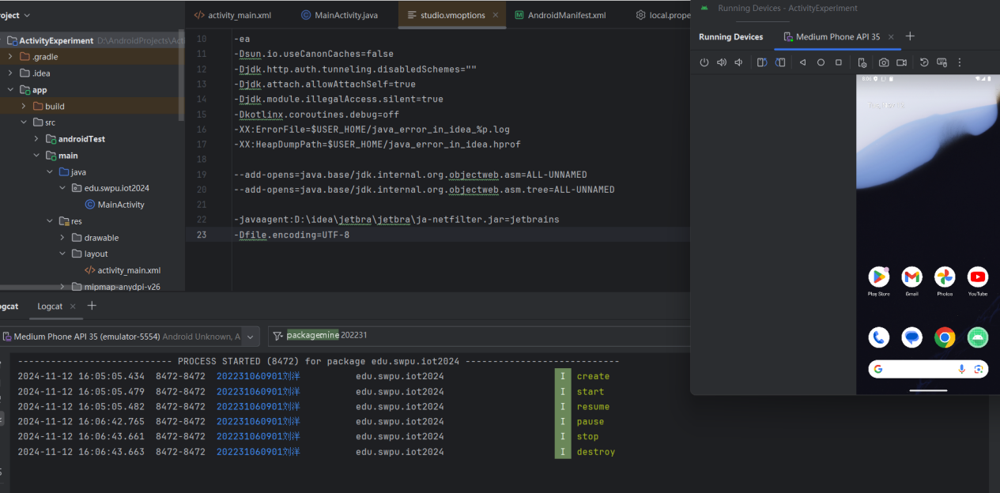 roject
ActivityExperiment D:\AndroidProjects\Acti
.gradle
.idea
app
build
src
androidTest
main
java
edu.swpu.iot2024
MainActivity
res
drawable
layout
activity_main.xml
mipmap-anydpi-v26
activity_main.xml MainActivity.java studio.vmoptions AndroidManifest.xml local.prope
10 -ea
11 -Dsun.io.useCanonCaches=false
12 -Djdk.http.auth.tunneling.disabledSchemes=""
13 -Djdk.attach.allowAttachSelf=true
14 -Djdk.module.illegalAccess.silent=true
15 -Dkotlinx.coroutines.debug=off
16 -XX:ErrorFile=$USER_HOME/java_error_in_idea_%p.log
17 -XX:HeapDumpPath=$USER_HOME/java_error_in_idea.hprof
18
19 --add-opens=java.base/jdk.internal.org.objectweb.asm=ALL-UNNAMED
20 --add-opens=java.base/jdk.internal.org.objectweb.asm.tree=ALL-UNNAMED
21
22 -javaagent:D:\idea\jetbra\jetbra\ja-netfilter.jar=jetbrains
23 -Dfile.encoding=UTF-8
Running Devices - ActivityExperiment
Running Devices Medium Phone API 35
8:06
Play Store Gmail Photos YouTube
ogcat Logcat
Medium Phone API 35 (emulator-5554) Android Unknown, A
package:mine 202231
--------------------------- PROCESS STARTED (8472) for package edu.swpu.iot2024 ---------------------------
2024-11-12 16:05:05.434 8472-8472 202231060901刘洋 edu.swpu.iot2024 I create
2024-11-12 16:05:05.479 8472-8472 202231060901刘洋 edu.swpu.iot2024 I start
2024-11-12 16:05:05.482 8472-8472 202231060901刘洋 edu.swpu.iot2024 I resume
2024-11-12 16:06:42.765 8472-8472 202231060901刘洋 edu.swpu.iot2024 I pause
2024-11-12 16:06:43.661 8472-8472 202231060901刘洋 edu.swpu.iot2024 I stop
2024-11-12 16:06:43.663 8472-8472 202231060901刘洋 edu.swpu.iot2024 I destroy